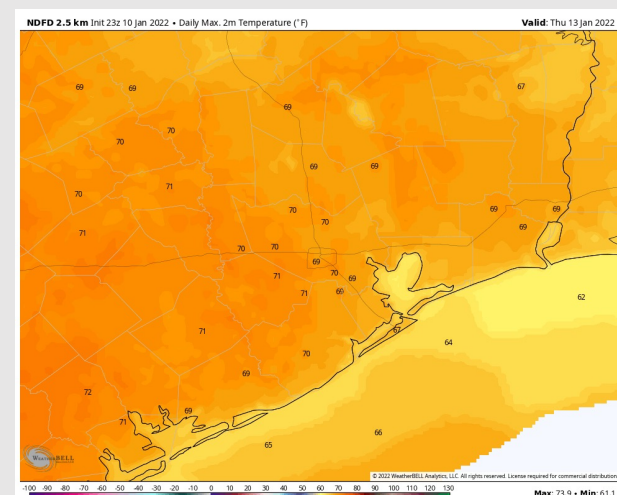 NDFD 2.5 km Init 23z 10 Jan 2022 • Daily Max. 2m Temperature (°F)
Valid: Thu 13 Jan 2022
69 69 67
69
70 70
69 69
71
70 70 69 69
71 70 69
70 70
69
71 70 69
71 69 62
71 67
64
70
69
72
69
71 66
65
WeatherBELL
© 2022 WeatherBELL Analytics, LLC. All rights reserved. License required for commercial distribution
-100 -90 -80 -70 -60 -50 -40 -30 -20 -10 0 10 20 30 40 50 60 70 80 90 100 110 120 130
Max: 73.9 • Min: 61.1